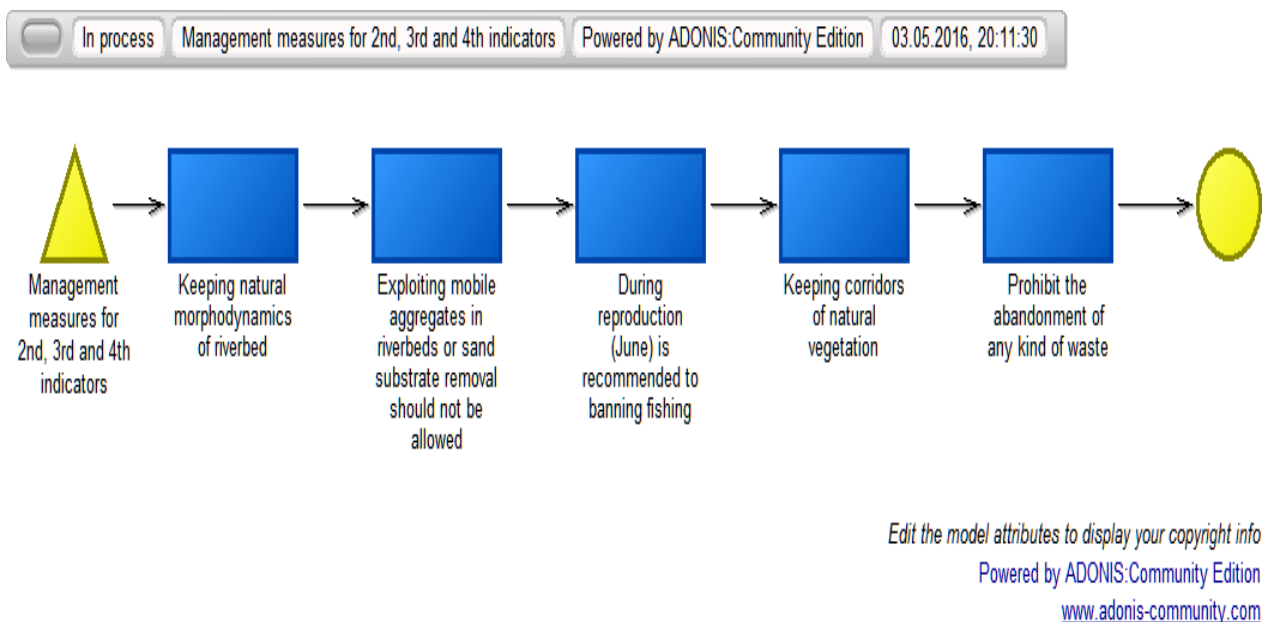 In process Management measures for 2nd, 3rd and 4th indicators Powered by ADONIS:Community Edition 03.05.2016, 20:11:30
Management
measures for
2nd, 3rd and 4th
indicators
Keeping natural
morphodynamics
of riverbed
Exploiting mobile
aggregates in
riverbeds or sand
substrate removal
should not be
allowed
During
reproduction
(June) is
recommended to
banning fishing
Keeping corridors
of natural
vegetation
Prohibit the
abandonment of
any kind of waste
Edit the model attributes to display your copyright info
Powered by ADONIS:Community Edition
www.adonis-community.com